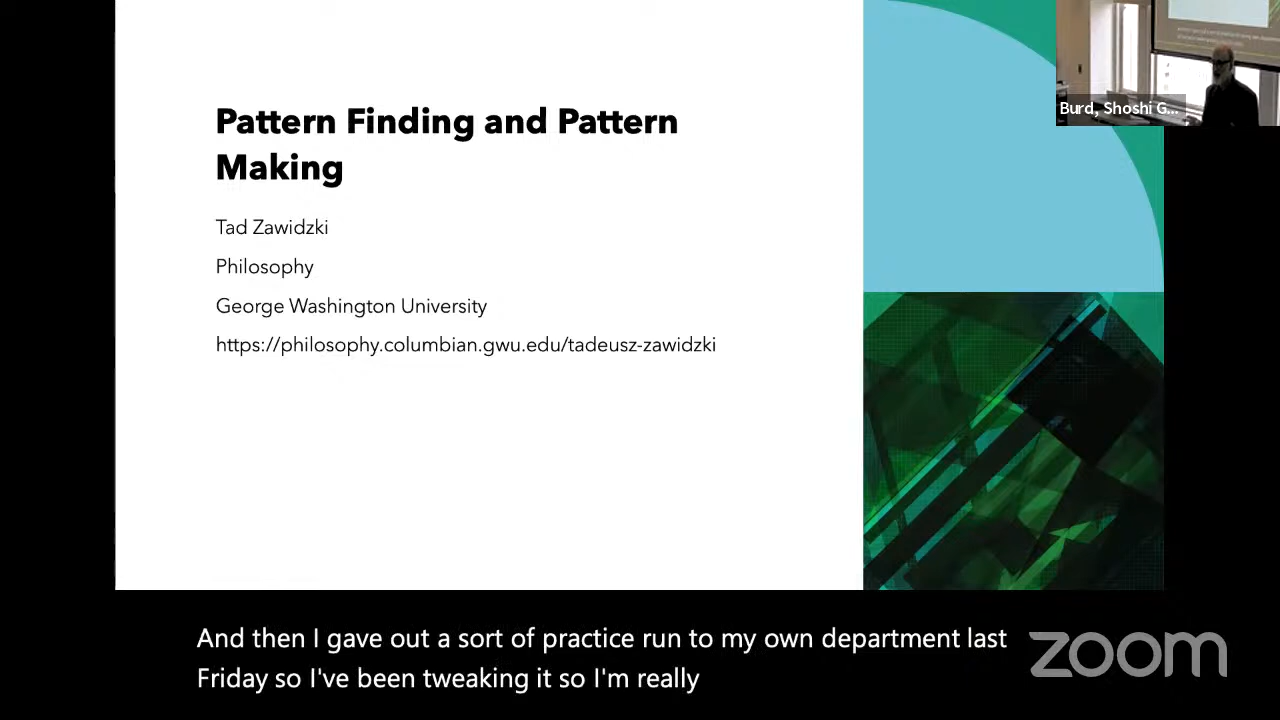 Pattern Finding and Pattern
Making
Tad Zawidzki
Philosophy
George Washington University
https://philosophy.columbian.gwu.edu/tadeusz-zawidzki
Burd, Shoshi G...
And then I gave out a sort of practice run to my own department last
Friday so I've been tweaking it so I'm really
zoom